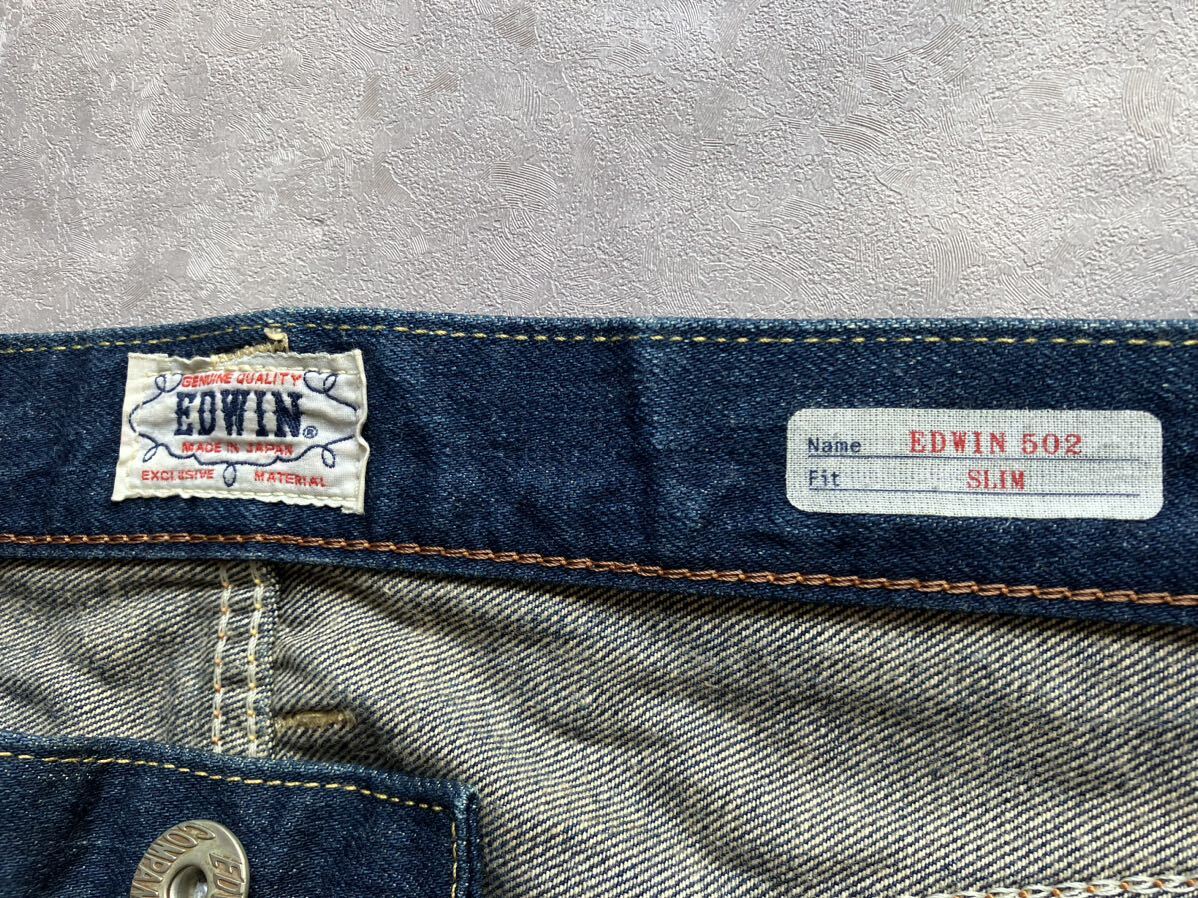 GENUINE QUALITY
EDWIN®
MADE IN JAPAN
EXCLUSIVE MATERIAL
Name EDWIN 502
Fit SLIM